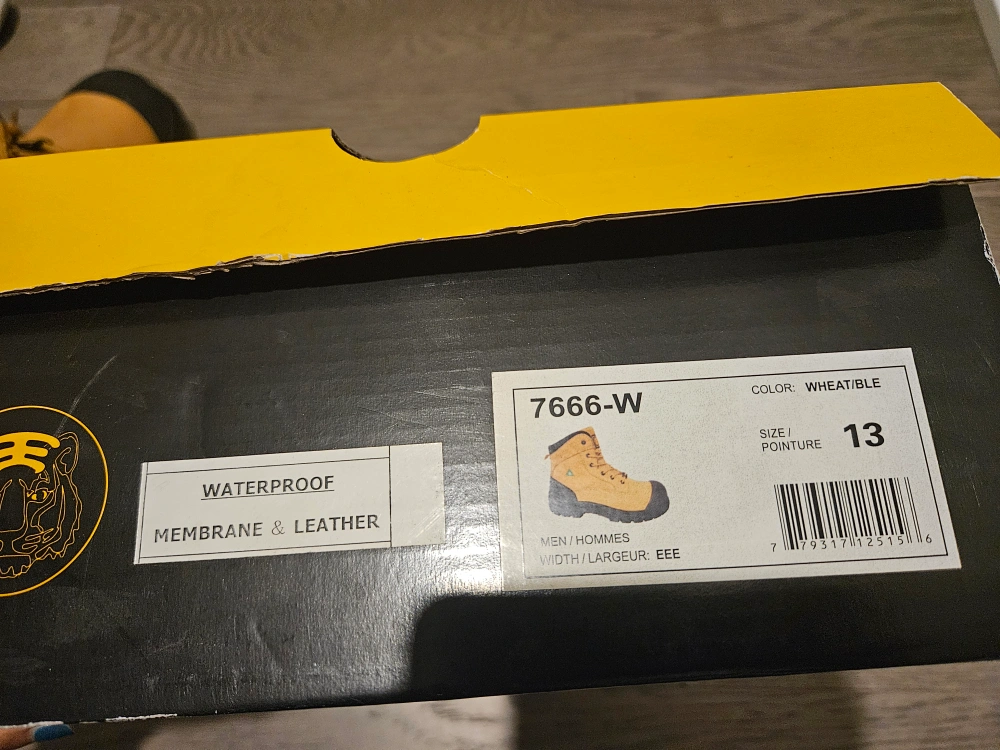 WATERPROOF
MEMBRANE & LEATHER
7666-W
COLOR: WHEAT/BLE
SIZE /
POINTURE 13
MEN / HOMMES
WIDTH / LARGEUR: EEE
7 79317 12515 6